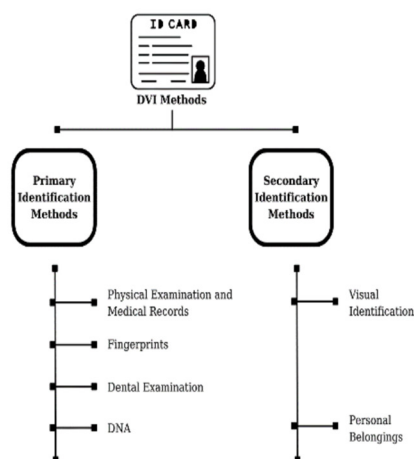 ID CARD
DVI Methods
Primary
Identification
Methods
Secondary
Identification
Methods
Physical Examination and
Medical Records
Fingerprints
Dental Examination
DNA
Visual
Identification
Personal
Belongings